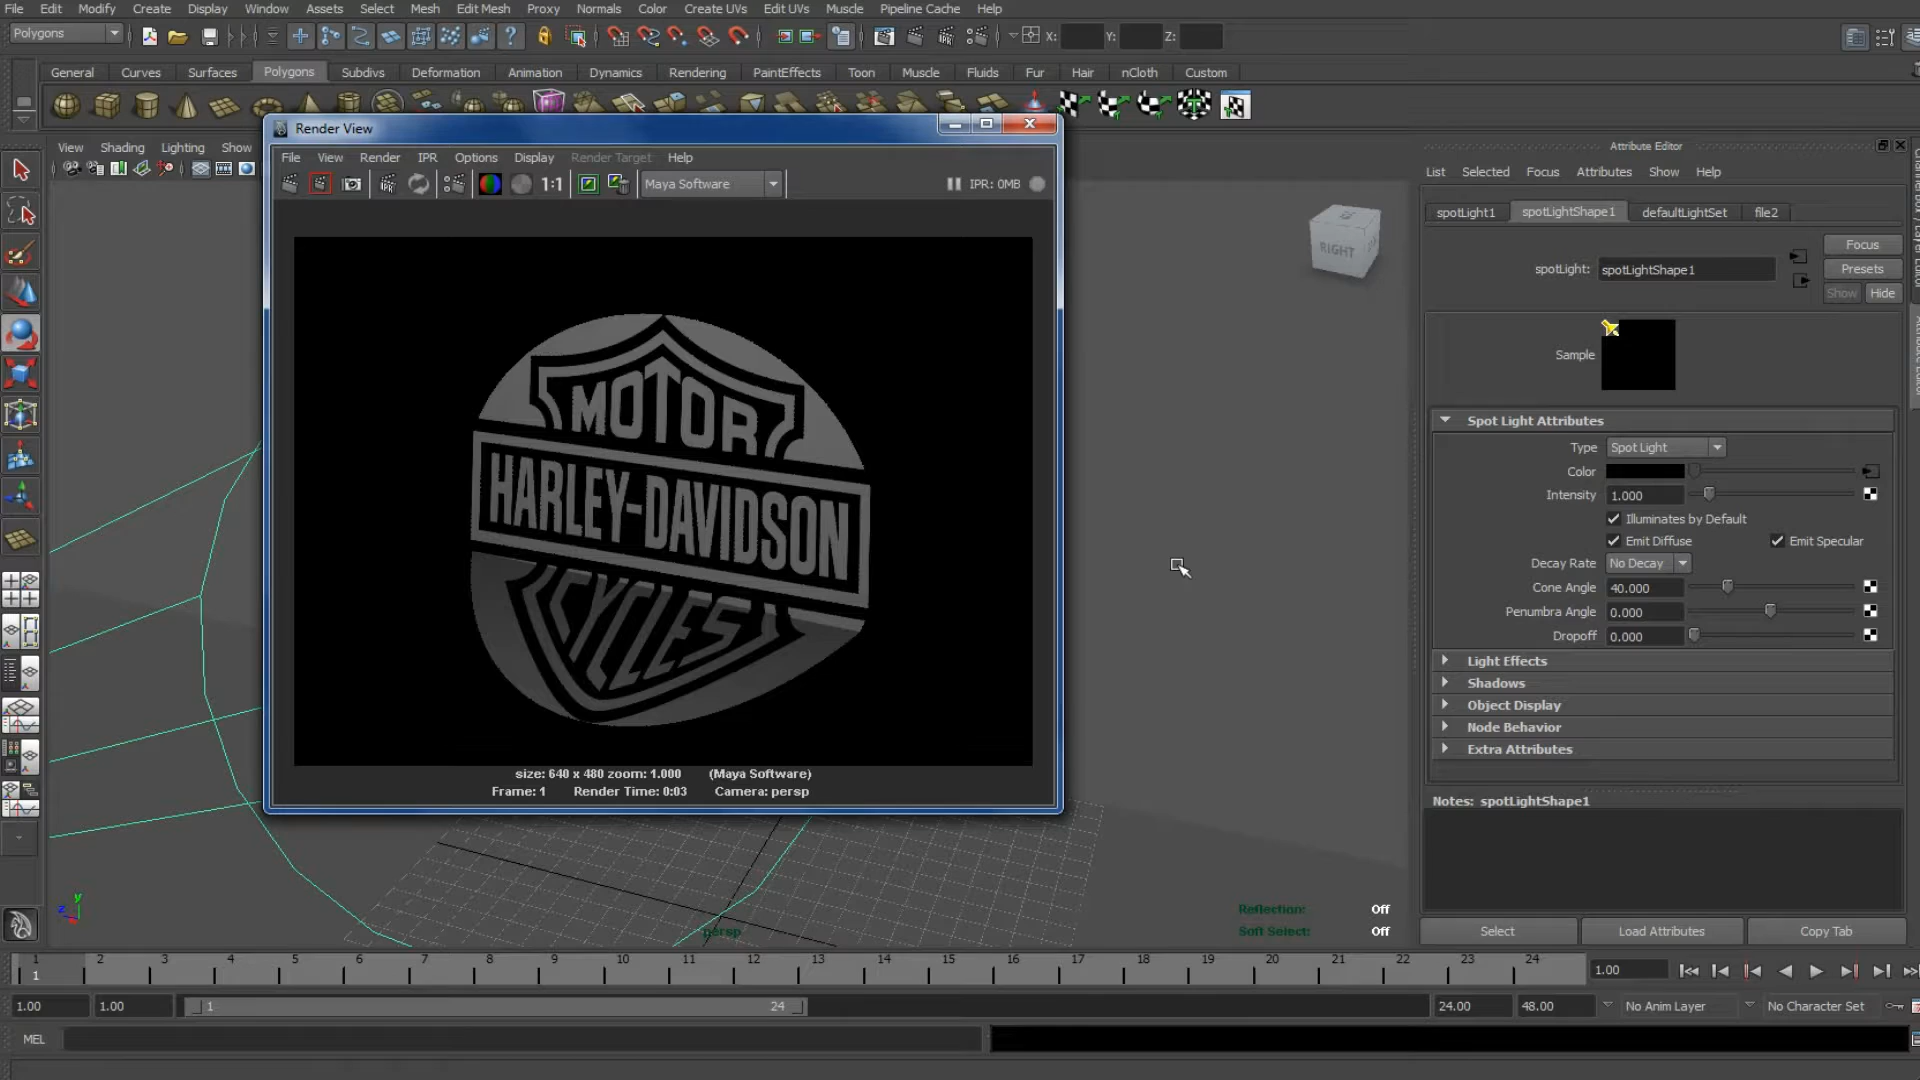 File Edit Modify Create Display Window Assets Select Mesh Edit Mesh Proxy Normals Color Create UVs Edit UVs Muscle Pipeline Cache Help
Polygons X: Y: Z:
General Curves Surfaces Polygons Subdivs Deformation Animation Dynamics Rendering PaintEffects Toon Muscle Fluids Fur Hair nCloth Custom
View Shading Lighting Show
Render View
File View Render IPR Options Display Render Target Help
1:1 Maya Software IPR: 0MB
MOTOR
HARLEY-DAVIDSON
CYCLES
size: 640 x 480 zoom: 1.000 (Maya Software)
Frame: 1 Render Time: 0:03 Camera: persp
RIGHT
persp
Reflection: Off
Soft Select: Off
Attribute Editor
List Selected Focus Attributes Show Help
spotLight1 spotLightShape1 defaultLightSet file2
Focus
spotLight: spotLightShape1
Presets
Show Hide
Sample
Spot Light Attributes
Type Spot Light
Color
Intensity 1.000
Illuminates by Default
Emit Diffuse Emit Specular
Decay Rate No Decay
Cone Angle 40.000
Penumbra Angle 0.000
Dropoff 0.000
Light Effects
Shadows
Object Display
Node Behavior
Extra Attributes
Notes: spotLightShape1
Select Load Attributes Copy Tab
1 2 3 4 5 6 7 8 9 10 11 12 13 14 15 16 17 18 19 20 21 22 23 24
1 1.00
1.00 1.00 1 24 24.00 48.00 No Anim Layer No Character Set
MEL